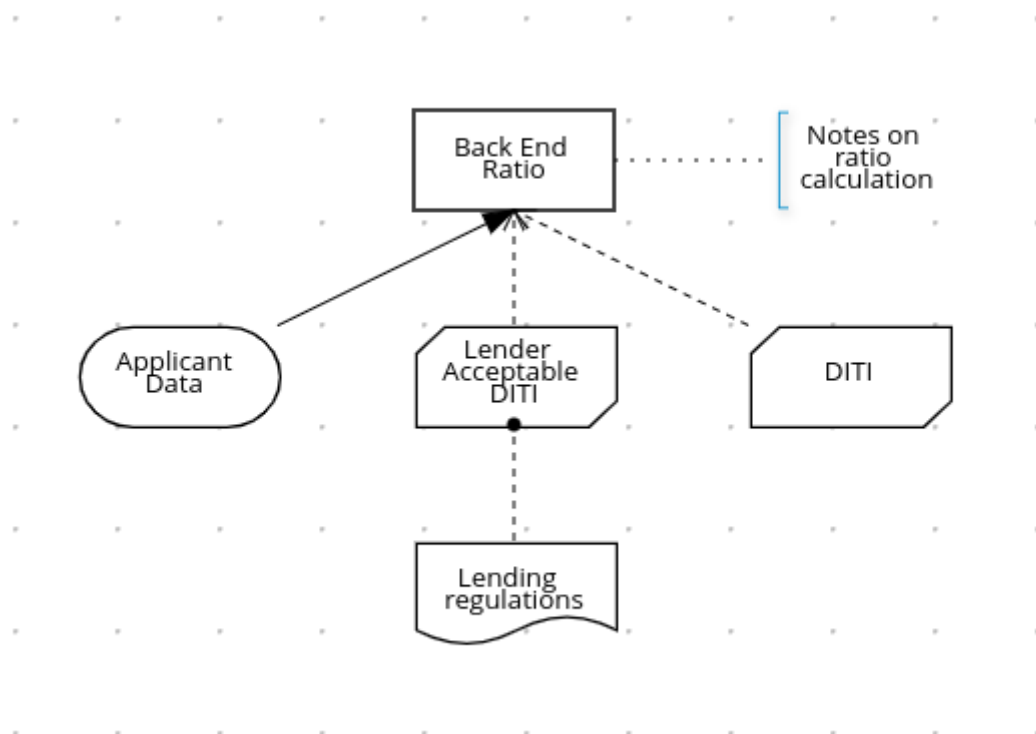 Back End
Ratio
Notes on
ratio
calculation
Applicant
Data
Lender
Acceptable
DITI
DITI
Lending
regulations